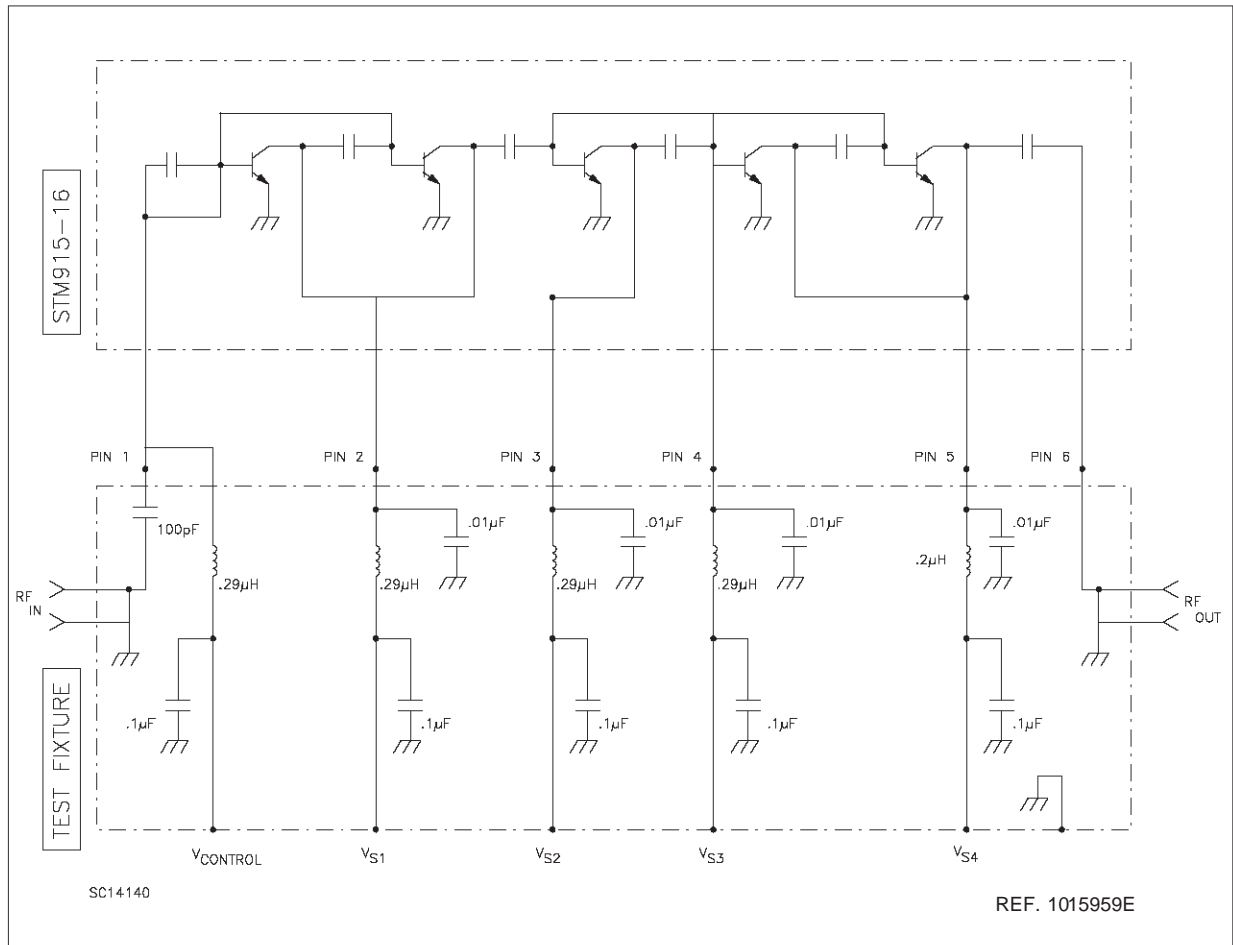 STM915-16
PIN 1
PIN 2
PIN 3
PIN 4
PIN 5
PIN 6
100pF
.01µF
.01µF
.01µF
.01µF
.29µH
.29µH
.29µH
.29µH
.2µH
RF
IN
RF
OUT
TEST FIXTURE
.1µF
.1µF
.1µF
.1µF
.1µF
VCONTROL
VS1
VS2
VS3
VS4
SC14140
REF. 1015959E